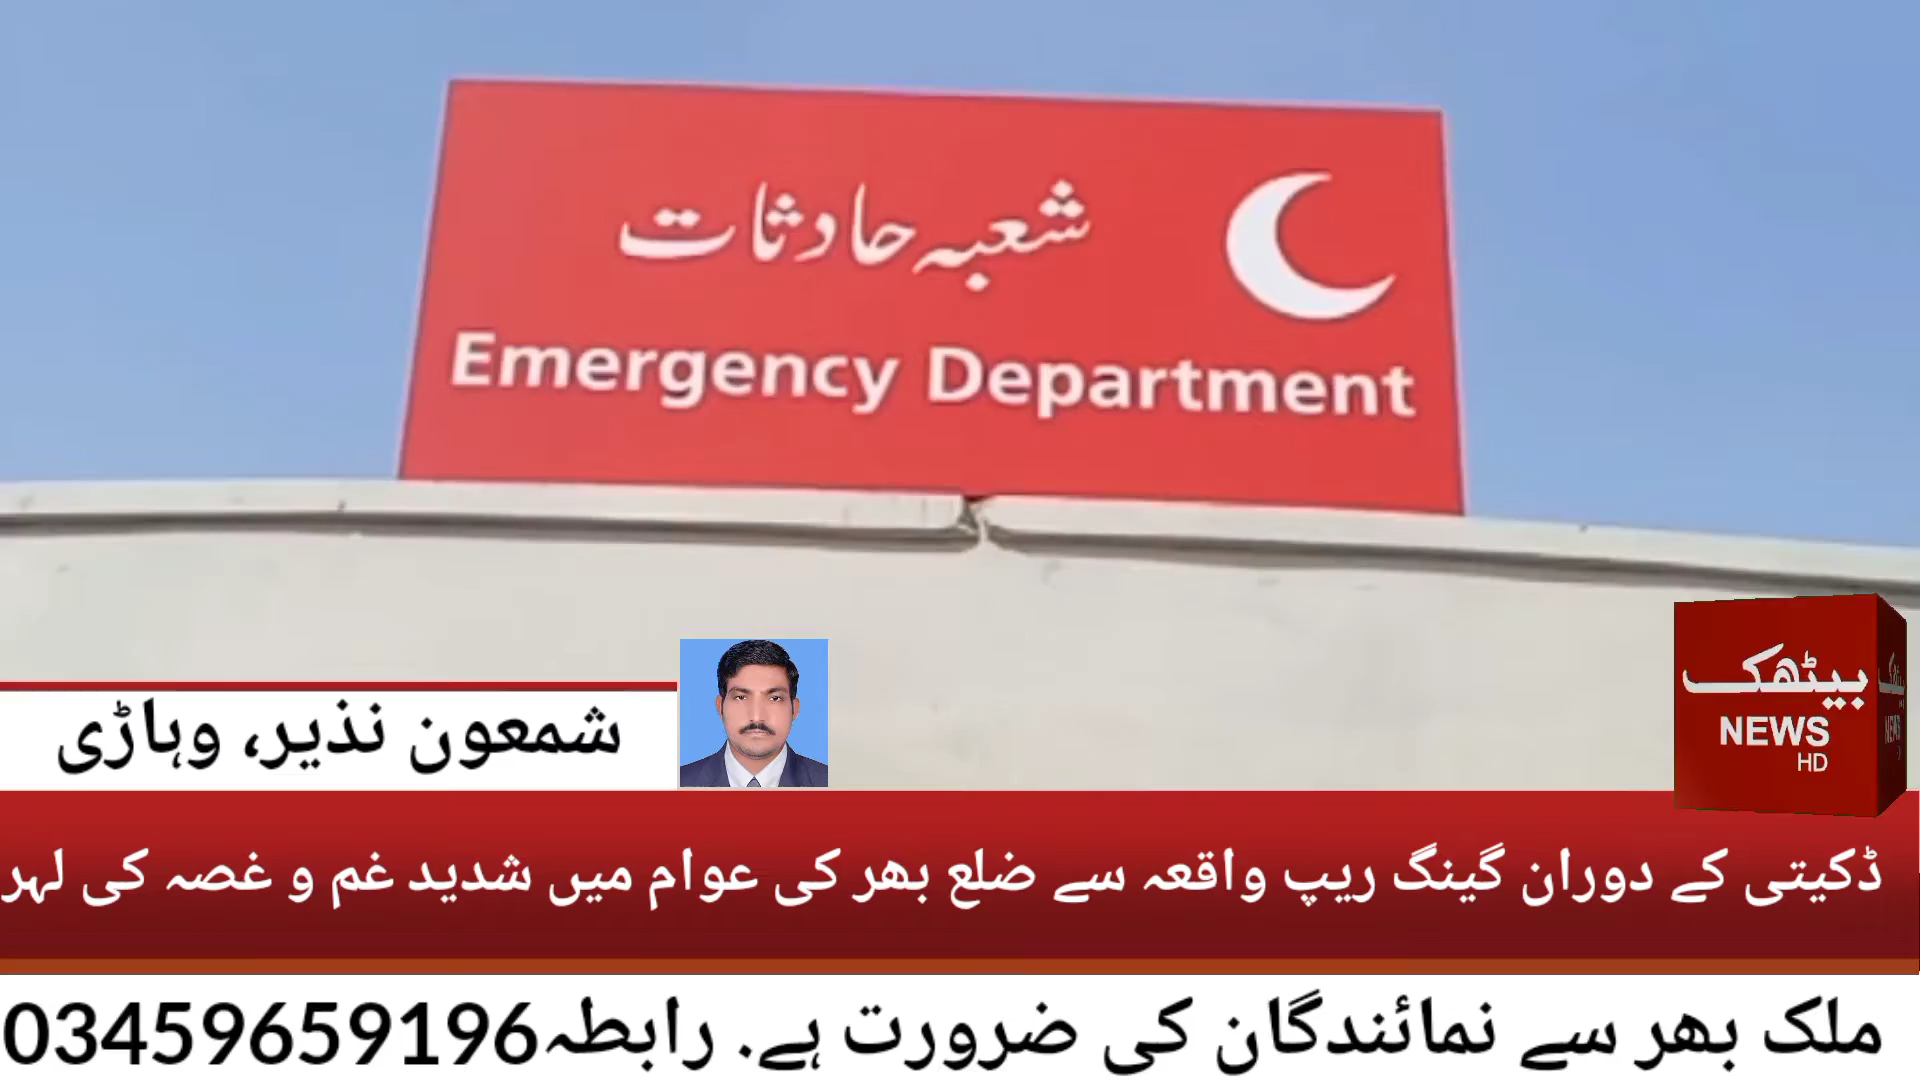 شعبہ حادثات
Emergency Department
شمعون نذیر، وہاڑی
بیٹھک
NEWS
HD
ڈکیتی کے دوران گینگ ریپ واقعہ سے ضلع بھر کی عوام میں شدید غم و غصہ کی لہر
ملک بھر سے نمائندگان کی ضرورت ہے. رابطہ03459659196